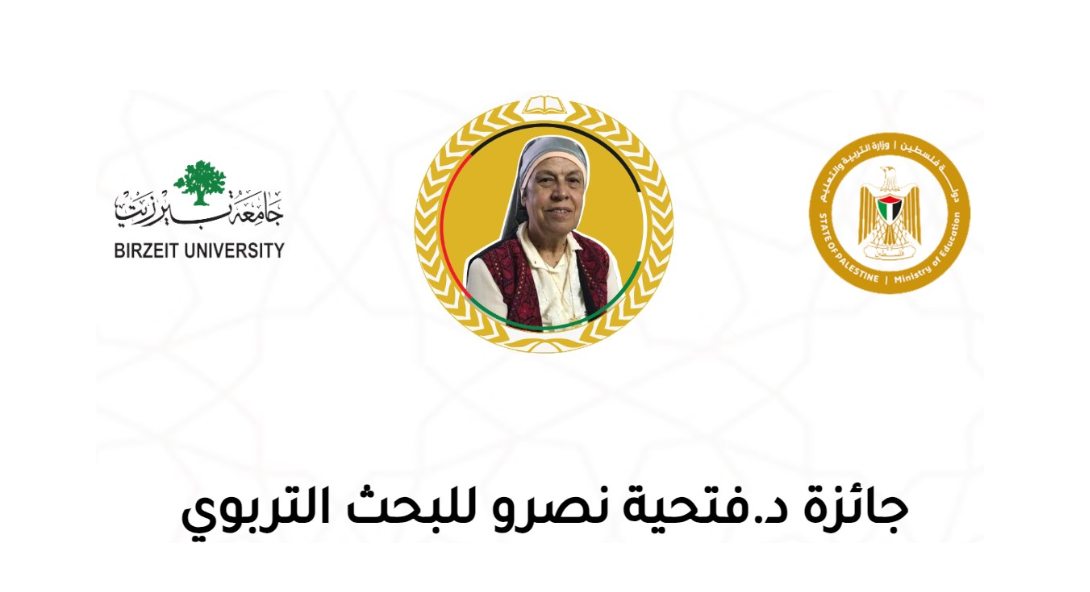 جامعة بيرزيت
BIRZEIT UNIVERSITY
دولة فلسطين | وزارة التربية والتعليم
STATE OF PALESTINE | Ministry of Education
فلسطين
جائزة د.فتحية نصرو للبحث التربوي